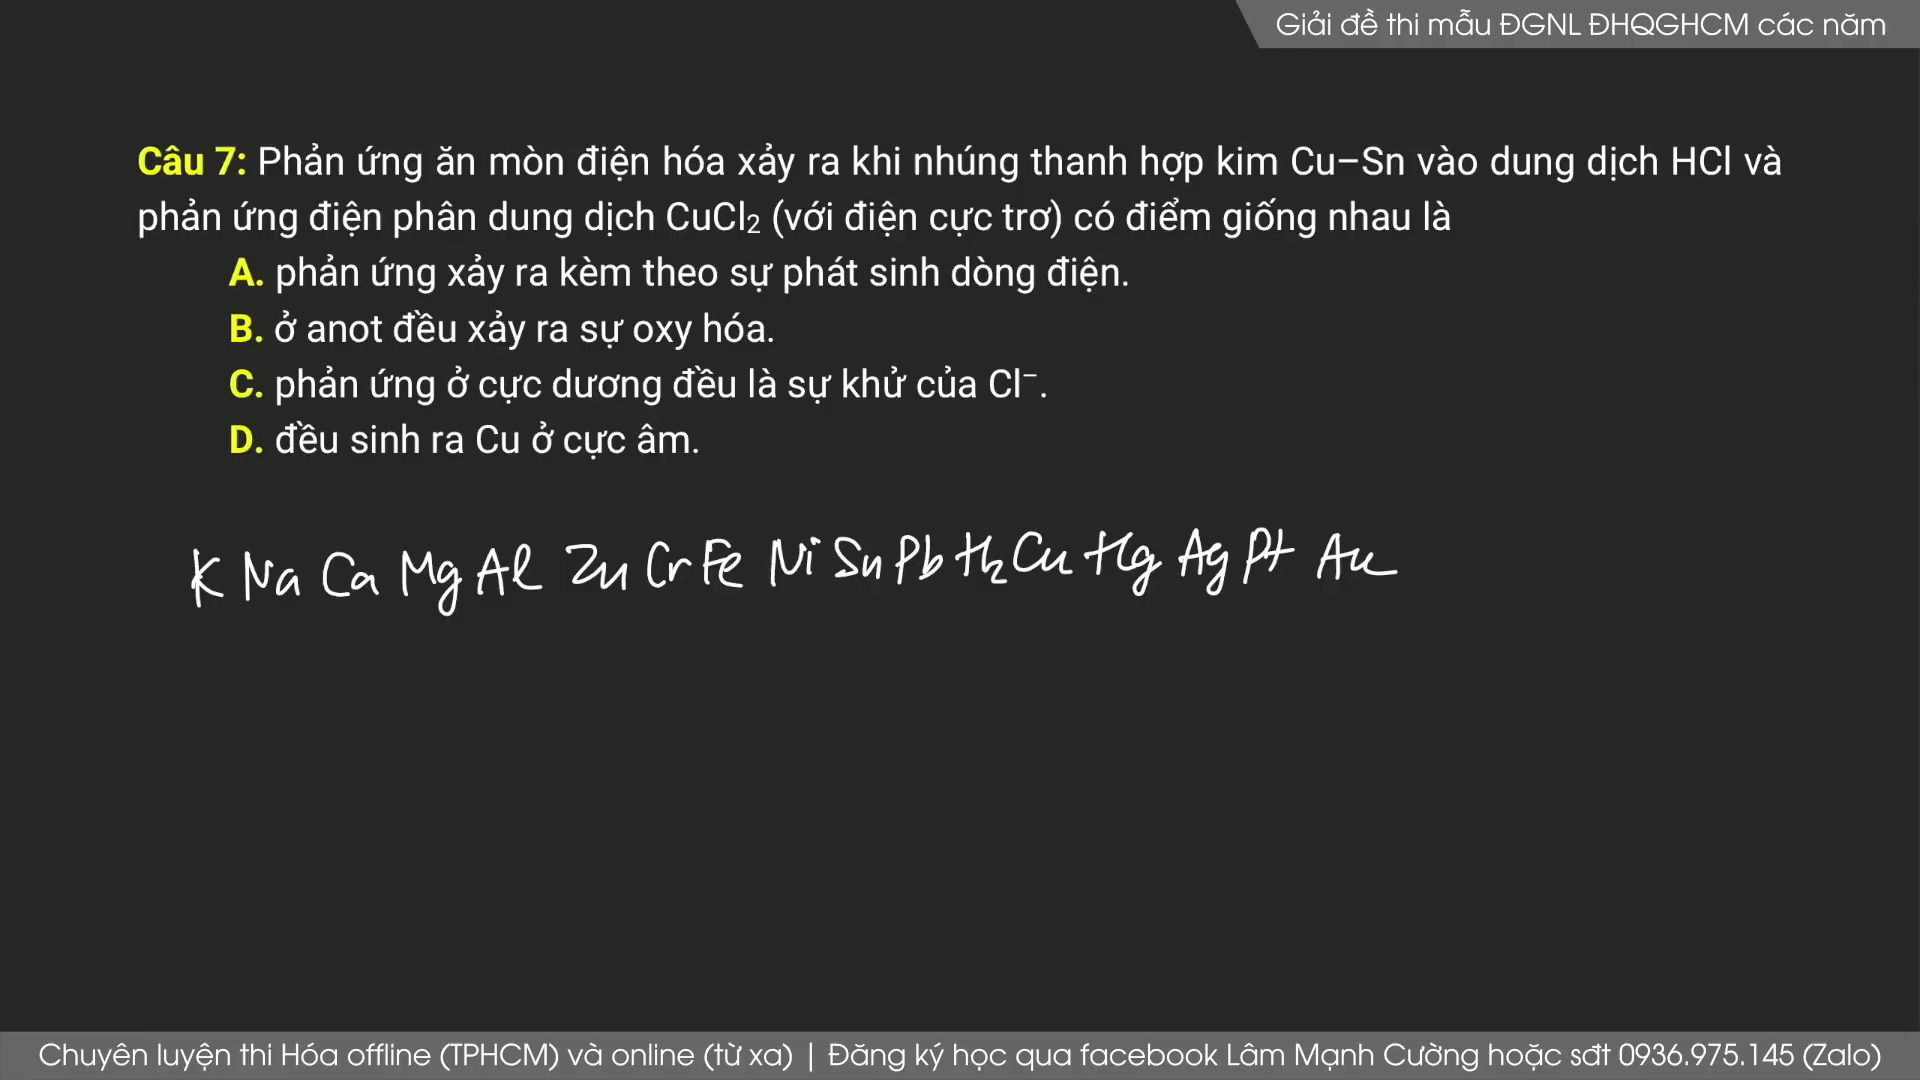 Giải đề thi mẫu ĐGNL ĐHQGHCM các năm
Câu 7: Phản ứng ăn mòn điện hóa xảy ra khi nhúng thanh hợp kim Cu–Sn vào dung dịch HCl và
phản ứng điện phân dung dịch CuCl₂ (với điện cực trơ) có điểm giống nhau là
A. phản ứng xảy ra kèm theo sự phát sinh dòng điện.
B. ở anot đều xảy ra sự oxy hóa.
C. phản ứng ở cực dương đều là sự khử của Cl⁻.
D. đều sinh ra Cu ở cực âm.
K Na Ca Mg Al Zn Cr Fe Ni Sn Pb H₂ Cu Hg Ag Pt Au
Chuyên luyện thi Hóa offline (TPHCM) và online (từ xa) | Đăng ký học qua facebook Lâm Mạnh Cường hoặc sđt 0936.975.145 (Zalo)